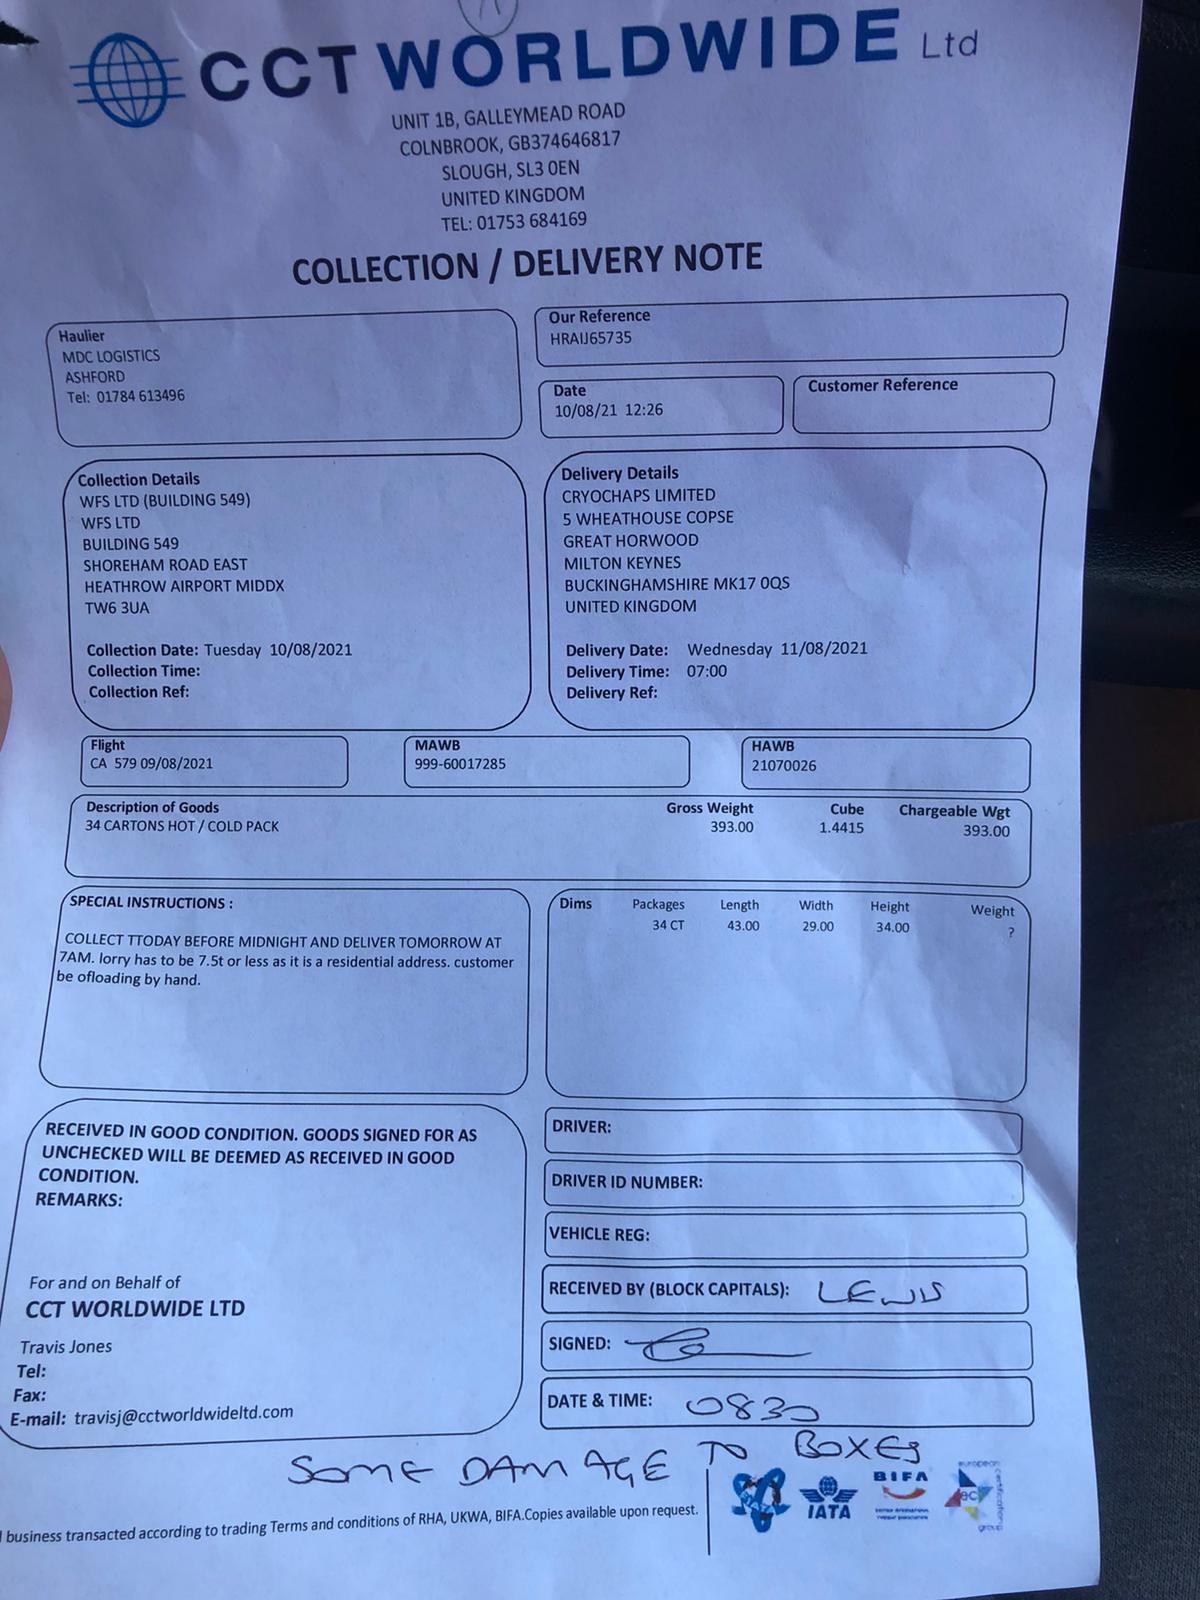 CCT WORLDWIDE Ltd
UNIT 1B, GALLEYMEAD ROAD
COLNBROOK, GB374646817
SLOUGH, SL3 0EN
UNITED KINGDOM
TEL: 01753 684169
COLLECTION / DELIVERY NOTE
Haulier
MDC LOGISTICS
ASHFORD
Tel: 01784 613496
Our Reference
HRAIJ65735
Date
10/08/21 12:26
Customer Reference
Collection Details
WFS LTD (BUILDING 549)
WFS LTD
BUILDING 549
SHOREHAM ROAD EAST
HEATHROW AIRPORT MIDDX
TW6 3UA
Collection Date: Tuesday 10/08/2021
Collection Time:
Collection Ref:
Delivery Details
CRYOCHAPS LIMITED
5 WHEATHOUSE COPSE
GREAT HORWOOD
MILTON KEYNES
BUCKINGHAMSHIRE MK17 0QS
UNITED KINGDOM
Delivery Date: Wednesday 11/08/2021
Delivery Time: 07:00
Delivery Ref:
Flight
CA 579 09/08/2021
MAWB
999-60017285
HAWB
21070026
Description of Goods Gross Weight Cube Chargeable Wgt
34 CARTONS HOT / COLD PACK 393.00 1.4415 393.00
SPECIAL INSTRUCTIONS :
COLLECT TTODAY BEFORE MIDNIGHT AND DELIVER TOMORROW AT
7AM. lorry has to be 7.5t or less as it is a residential address. customer
be ofloading by hand.
Dims Packages Length Width Height Weight
34 CT 43.00 29.00 34.00 ?
RECEIVED IN GOOD CONDITION. GOODS SIGNED FOR AS
UNCHECKED WILL BE DEEMED AS RECEIVED IN GOOD
CONDITION.
REMARKS:
For and on Behalf of
CCT WORLDWIDE LTD
Travis Jones
Tel:
Fax:
E-mail: travisj@cctworldwideltd.com
DRIVER:
DRIVER ID NUMBER:
VEHICLE REG:
RECEIVED BY (BLOCK CAPITALS): LEWIS
SIGNED:
DATE & TIME: 0830
SOME DAMAGE TO BOXES
business transacted according to trading Terms and conditions of RHA, UKWA, BIFA.Copies available upon request.
IATA
BIFA
european
ec
group